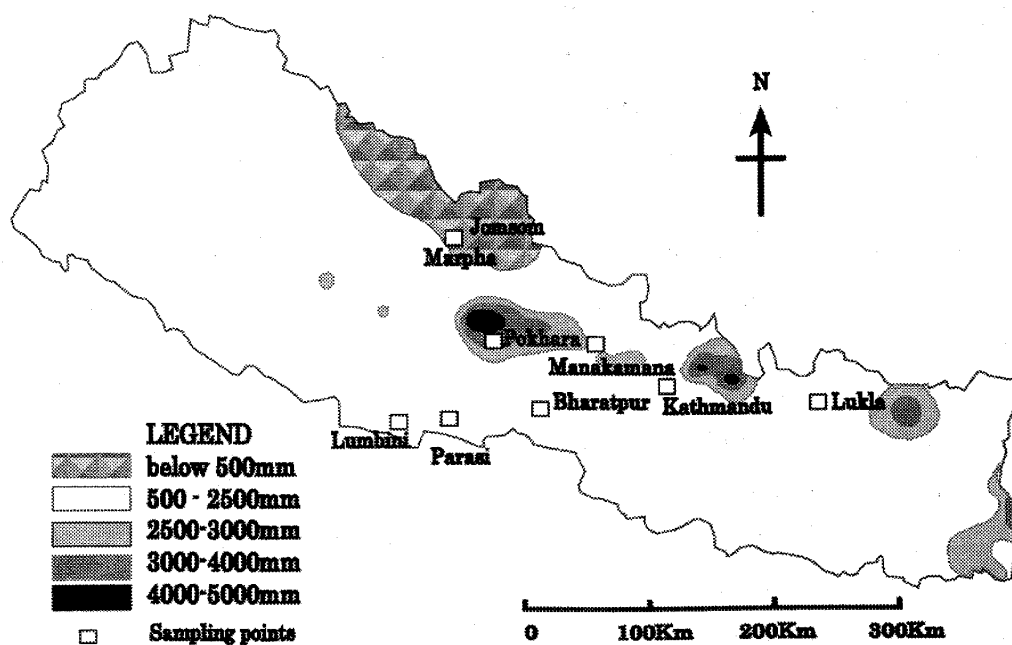 N
Jomsom
Marpha
Pokhara
Manakamana
Bharatpur
Kathmandu
Lukla
Lumbini
Parasi
LEGEND
below 500mm
500 - 2500mm
2500-3000mm
3000-4000mm
4000-5000mm
Sampling points
0 100Km 200Km 300Km